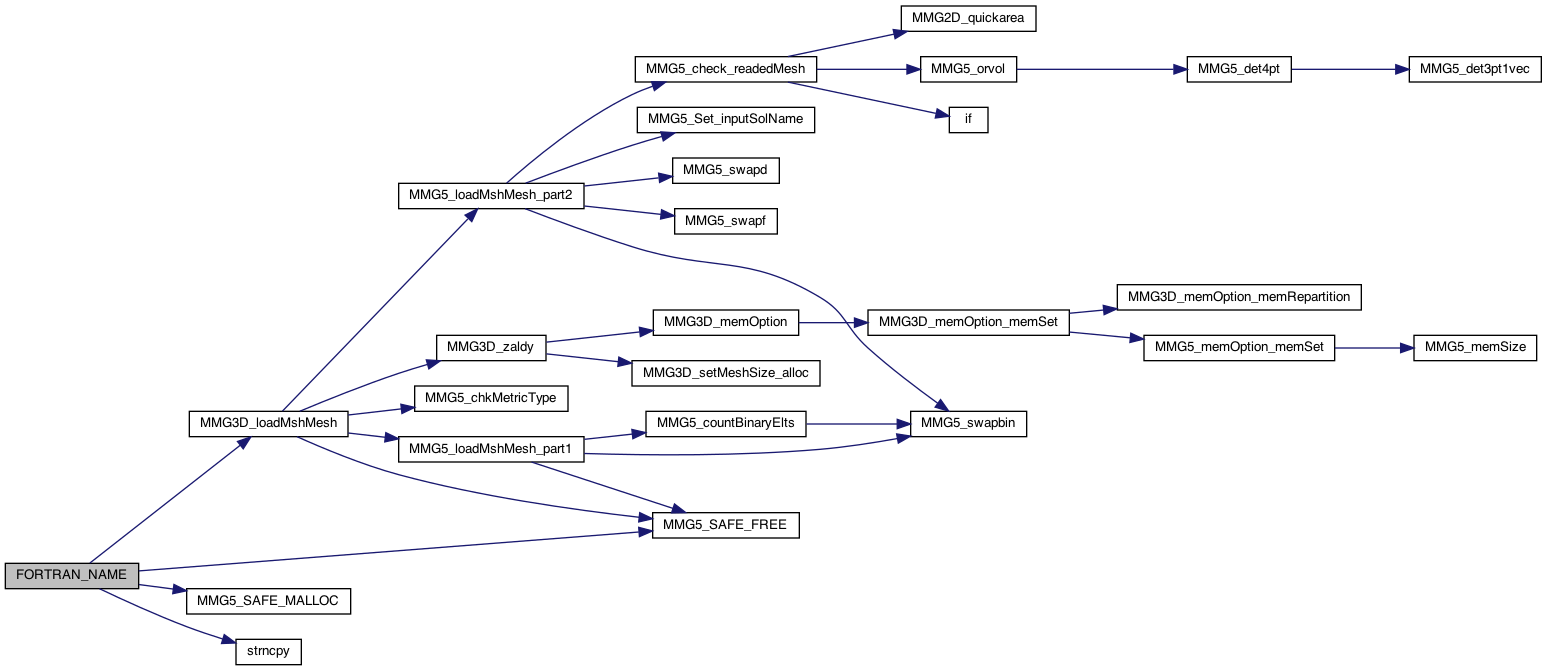 MMG2D_quickarea
MMG5_check_readedMesh
MMG5_orvol
MMG5_det4pt
MMG5_det3pt1vec
MMG5_Set_inputSolName
if
MMG5_swapd
MMG5_loadMshMesh_part2
MMG5_swapf
MMG3D_memOption_memRepartition
MMG3D_memOption
MMG3D_memOption_memSet
MMG3D_zaldy
MMG5_memOption_memSet
MMG5_memSize
MMG3D_setMeshSize_alloc
MMG5_chkMetricType
MMG3D_loadMshMesh
MMG5_countBinaryElts
MMG5_swapbin
MMG5_loadMshMesh_part1
MMG5_SAFE_FREE
FORTRAN_NAME
MMG5_SAFE_MALLOC
strncpy